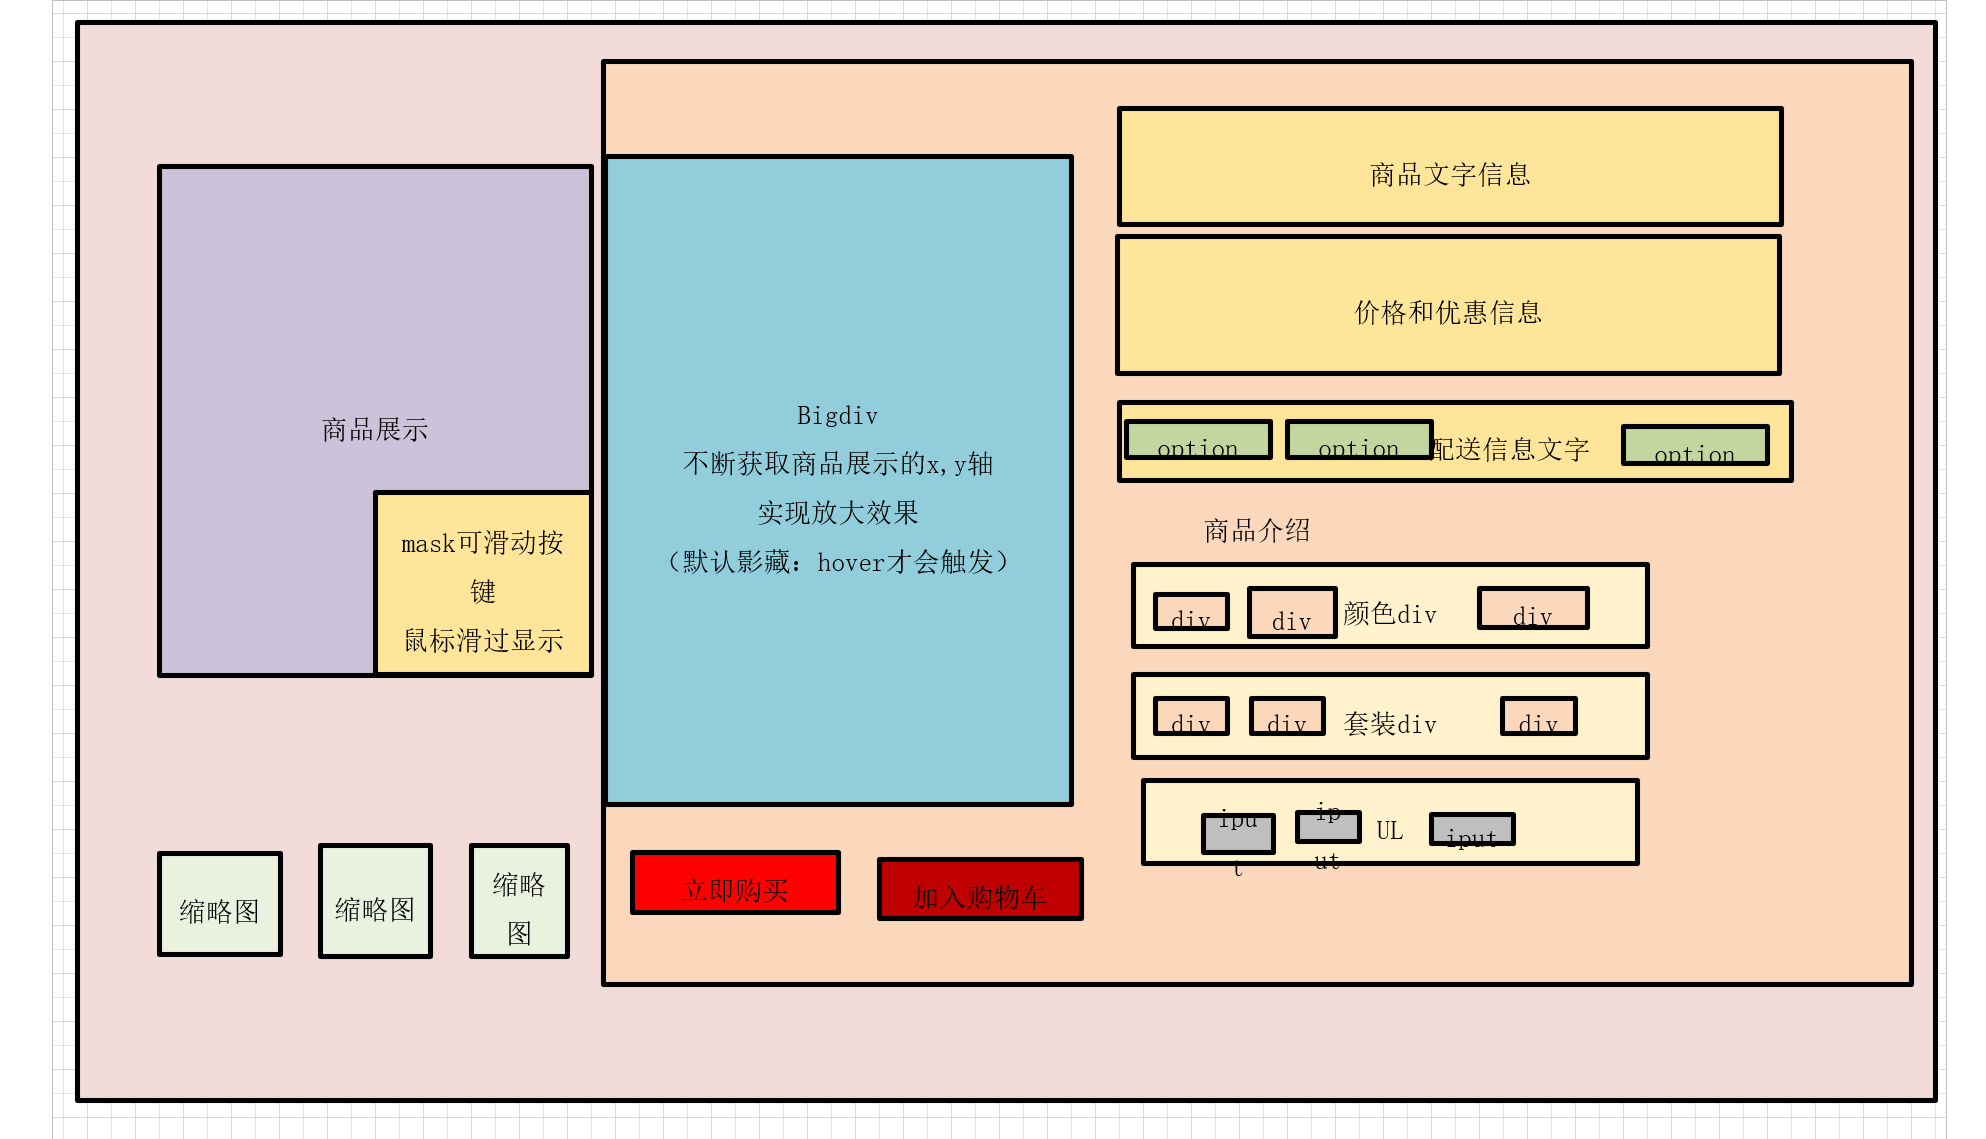 商品文字信息
价格和优惠信息
商品展示
Bigdiv
不断获取商品展示的x,y轴
实现放大效果
（默认影藏：hover才会触发）
mask可滑动按
键
鼠标滑过显示
option
option
配送信息文字
option
商品介绍
div
div
颜色div
div
div
div
套装div
div
ipu
t
ip
ut
UL
iput
缩略图
缩略图
缩略
图
立即购买
加入购物车